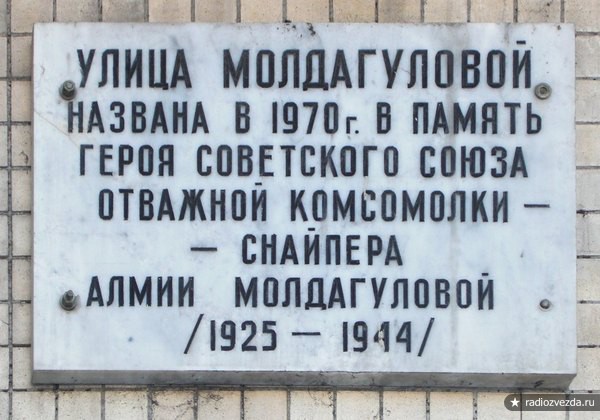 УЛИЦА МОЛДАГУЛОВОЙ
НАЗВАНА В 1970г. В ПАМЯТЬ
ГЕРОЯ СОВЕТСКОГО СОЮЗА
ОТВАЖНОЙ КОМСОМОЛКИ –
– СНАЙПЕРА
АЛМИИ МОЛДАГУЛОВОЙ
/1925 – 1944/
★ radiozvezda.ru